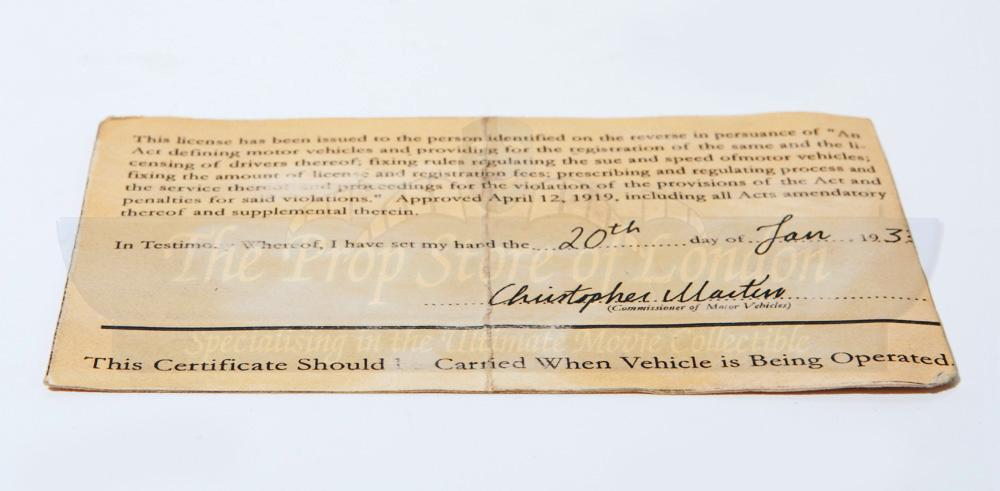 This license has been issued to the person identified on the reverse in persuance of "An
Act defining motor vehicles and providing for the registration of the same and the li-
censing of drivers thereof; fixing rules regulating the sue and speed ofmotor vehicles;
fixing the amount of license and registration fees; prescribing and regulating process and
the service thereof and proceedings for the violation of the provisions of the Act and
penalties for said violations." Approved April 12, 1919, including all Acts amendatory
thereof and supplemental therein.
In Testimony Whereof, I have set my hand the 20th day of Jan 193
Christopher Martin
(Commissioner of Motor Vehicles)
This Certificate Should Carried When Vehicle is Being Operated.
The Prop Store of London
Specialising in the Ultimate Movie Collectible